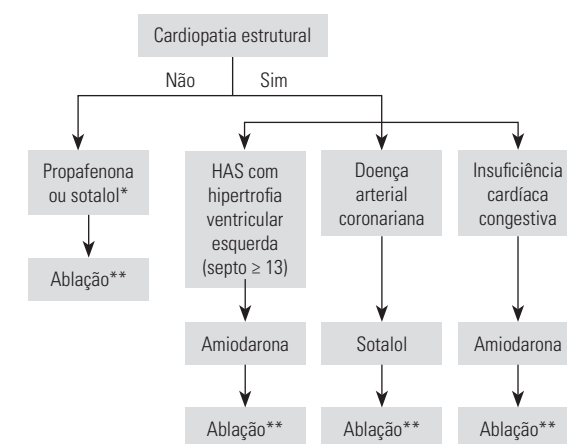 Cardiopatia estrutural
Não
Sim
Propafenona
ou sotalol*
Ablação**
HAS com
hipertrofia
ventricular
esquerda
(septo ≥ 13)
Amiodarona
Ablação**
Doença
arterial
coronariana
Sotalol
Ablação**
Insuficiência
cardíaca
congestiva
Amiodarona
Ablação**